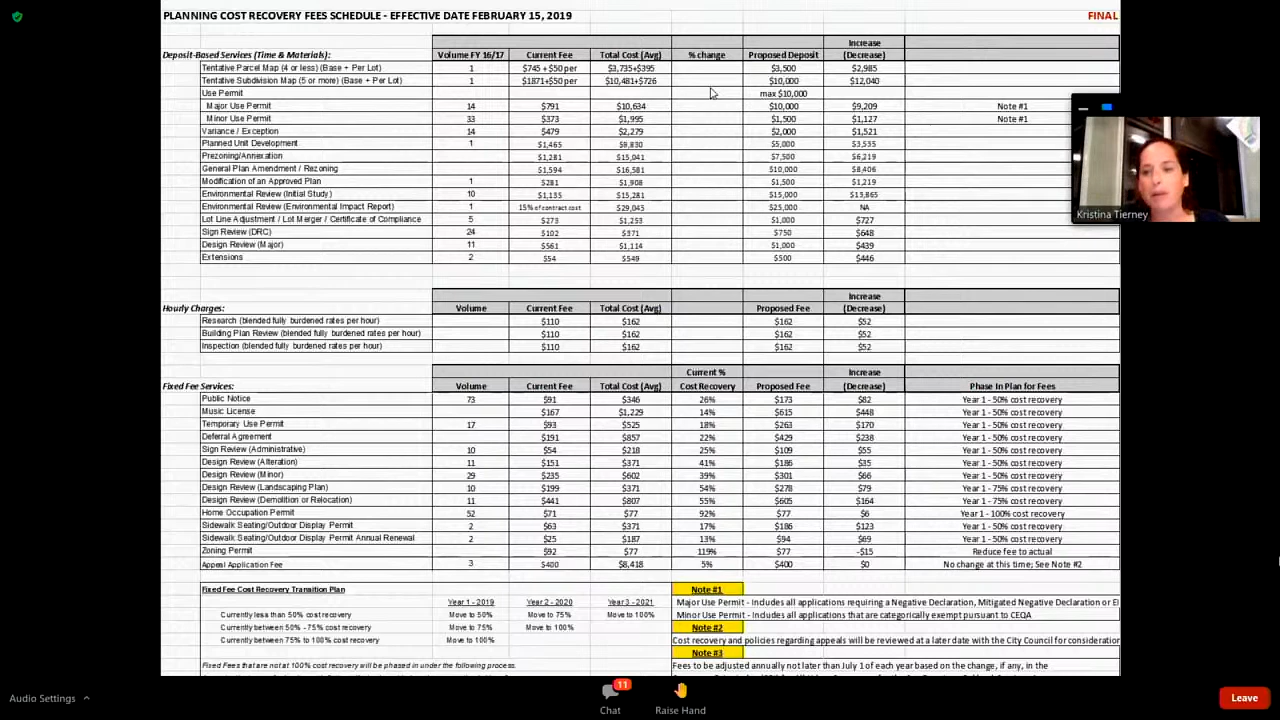 PLANNING COST RECOVERY FEES SCHEDULE - EFFECTIVE DATE FEBRUARY 15, 2019 FINAL
Increase
Deposit-Based Services (Time & Materials): Volume FY 16/17 Current Fee Total Cost (Avg) % change Proposed Deposit (Decrease)
Tentative Parcel Map (4 or less) (Base + Per Lot) 1 $745 + $50 per $3,735+$395 $3,500 $2,985
Tentative Subdivision Map (5 or more) (Base + Per Lot) 1 $1871+$50 per $10,481+$726 $10,000 $12,040
Use Permit max $10,000
Major Use Permit 14 $791 $10,634 $10,000 $9,209 Note #1
Minor Use Permit 33 $373 $1,995 $1,500 $1,127 Note #1
Variance / Exception 14 $479 $2,279 $2,000 $1,521
Planned Unit Development 1 $1,465 $9,830 $5,000 $3,535
Prezoning/Annexation $1,281 $15,041 $7,500 $6,219
General Plan Amendment / Rezoning $1,594 $16,581 $10,000 $8,406
Modification of an Approved Plan 1 $281 $1,908 $1,500 $1,219
Environmental Review (Initial Study) 10 $1,135 $15,281 $15,000 $13,865
Environmental Review (Environmental Impact Report) 1 15% of contract cost $29,045 $25,000 NA
Lot Line Adjustment / Lot Merger / Certificate of Compliance 5 $273 $1,253 $1,000 $727
Sign Review (DRC) 24 $102 $371 $750 $648
Design Review (Major) 11 $561 $1,114 $1,000 $439
Extensions 2 $54 $549 $500 $446
Increase
Hourly Charges: Volume Current Fee Total Cost (Avg) Proposed Fee (Decrease)
Research (blended fully burdened rates per hour) $110 $162 $162 $52
Building Plan Review (blended fully burdened rates per hour) $110 $162 $162 $52
Inspection (blended fully burdened rates per hour) $110 $162 $162 $52
Current % Increase
Fixed Fee Services: Volume Current Fee Total Cost (Avg) Cost Recovery Proposed Fee (Decrease) Phase In Plan for Fees
Public Notice 73 $91 $346 26% $173 $82 Year 1 - 50% cost recovery
Music License $167 $1,229 14% $615 $448 Year 1 - 50% cost recovery
Temporary Use Permit 17 $93 $525 18% $263 $170 Year 1 - 50% cost recovery
Deferral Agreement $191 $857 22% $429 $238 Year 1 - 50% cost recovery
Sign Review (Administrative) 10 $54 $218 25% $109 $55 Year 1 - 50% cost recovery
Design Review (Alteration) 11 $151 $371 41% $186 $35 Year 1 - 50% cost recovery
Design Review (Minor) 29 $235 $602 39% $301 $66 Year 1 - 50% cost recovery
Design Review (Landscaping Plan) 10 $199 $371 54% $278 $79 Year 1 - 75% cost recovery
Design Review (Demolition or Relocation) 11 $441 $807 55% $605 $164 Year 1 - 75% cost recovery
Home Occupation Permit 52 $71 $77 92% $77 $6 Year 1 - 100% cost recovery
Sidewalk Seating/Outdoor Display Permit 2 $63 $371 17% $186 $123 Year 1 - 50% cost recovery
Sidewalk Seating/Outdoor Display Permit Annual Renewal 2 $25 $187 13% $94 $69 Year 1 - 50% cost recovery
Zoning Permit $92 $77 119% $77 -$15 Reduce fee to actual
Appeal Application Fee 3 $400 $8,418 5% $400 $0 No change at this time; See Note #2
Fixed Fee Cost Recovery Transition Plan Note #1
Year 1 - 2019 Year 2 - 2020 Year 3 - 2021 Major Use Permit - Includes all applications requiring a Negative Declaration, Mitigated Negative Declaration or EI
Currently less than 50% cost recovery Move to 50% Move to 75% Move to 100% Minor Use Permit - Includes all applications that are categorically exempt pursuant to CEQA
Currently between 50% - 75% cost recovery Move to 75% Move to 100% Note #2
Currently between 75% to 100% cost recovery Move to 100% Cost recovery and policies regarding appeals will be reviewed at a later date with the City Council for consideration
Note #3
Fixed Fees that are not at 100% cost recovery will be phased in under the following process. Fees to be adjusted annually not later than July 1 of each year based on the change, if any, in the
Kristina Tierney
Audio Settings
11
Chat
Raise Hand
Leave